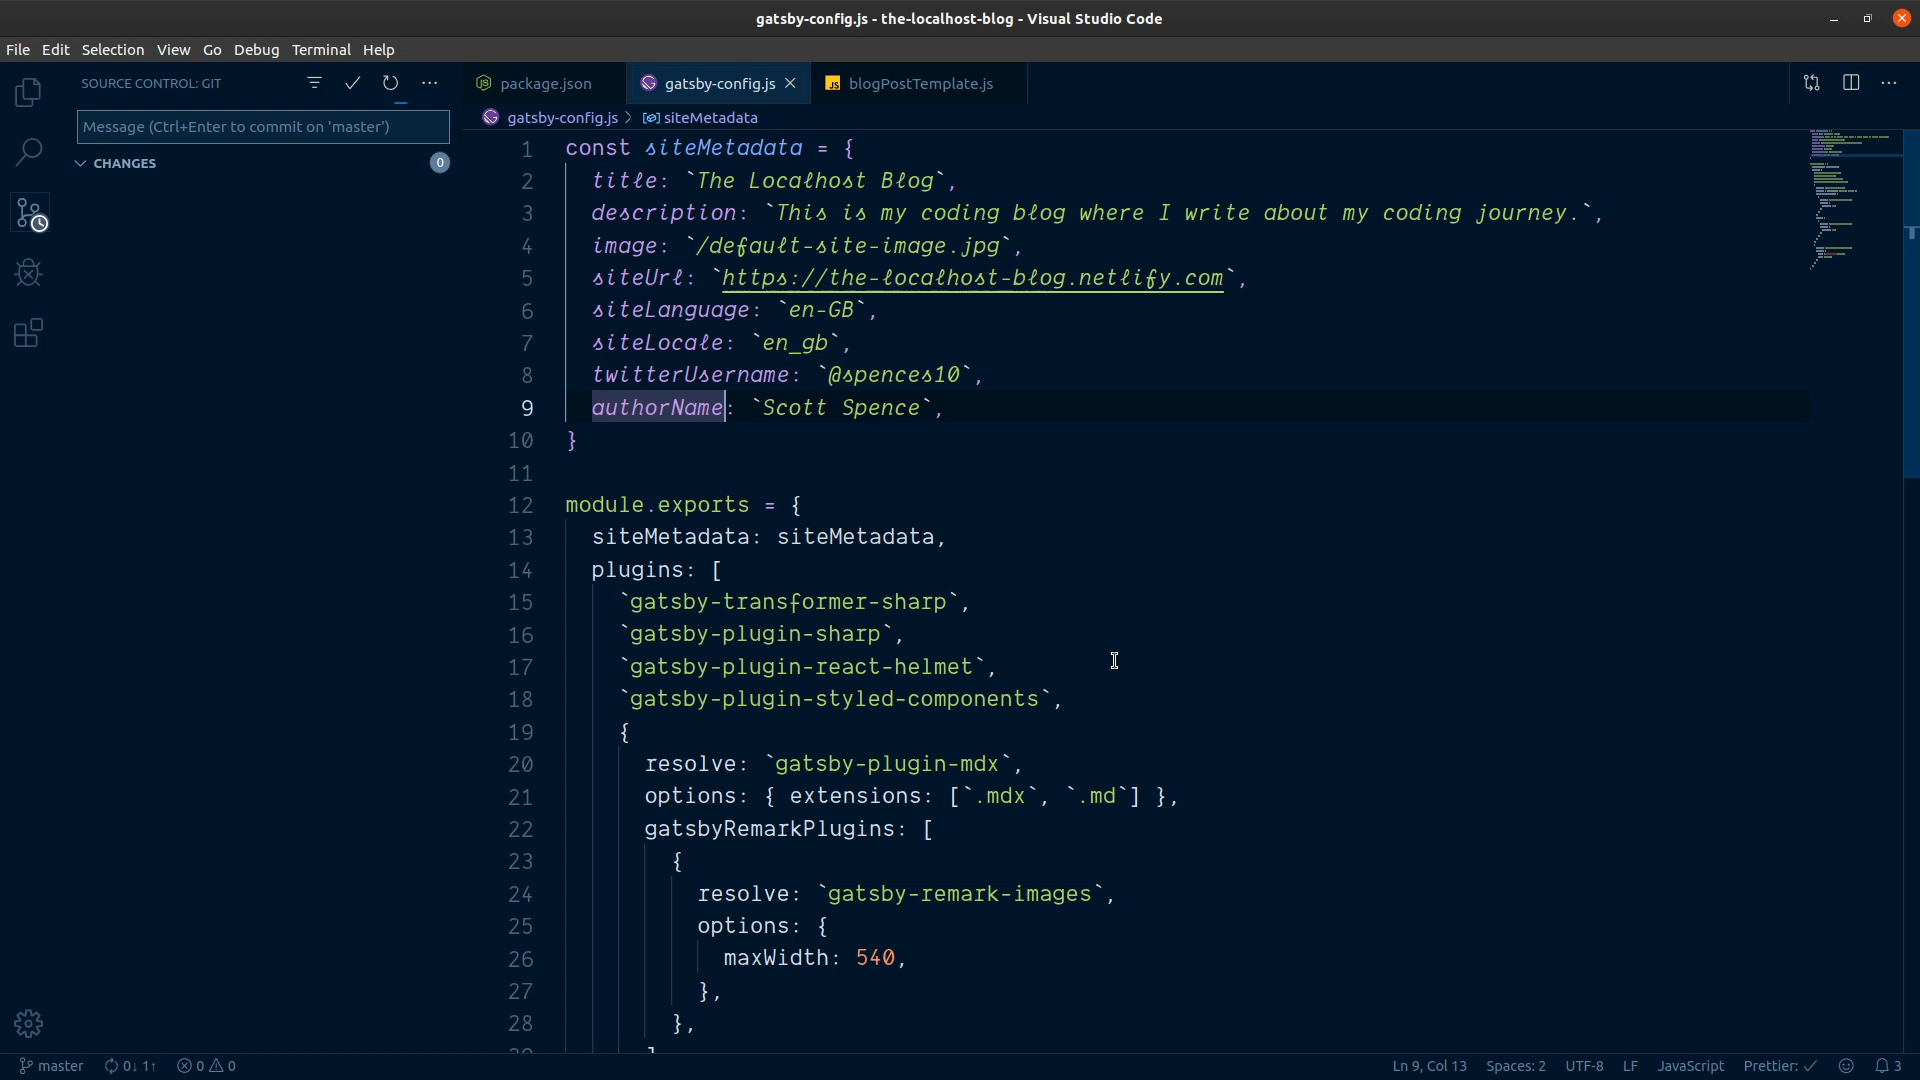 gatsby-config.js - the-localhost-blog - Visual Studio Code
File Edit Selection View Go Debug Terminal Help
SOURCE CONTROL: GIT
Message (Ctrl+Enter to commit on 'master')
CHANGES 0
package.json gatsby-config.js JS blogPostTemplate.js
gatsby-config.js > siteMetadata
1 const siteMetadata = {
2 title: `The Localhost Blog`,
3 description: `This is my coding blog where I write about my coding journey.`,
4 image: `/default-site-image.jpg`,
5 siteUrl: `https://the-localhost-blog.netlify.com`,
6 siteLanguage: `en-GB`,
7 siteLocale: `en_gb`,
8 twitterUsername: `@spences10`,
9 authorName: `Scott Spence`,
10 }
11
12 module.exports = {
13 siteMetadata: siteMetadata,
14 plugins: [
15 `gatsby-transformer-sharp`,
16 `gatsby-plugin-sharp`,
17 `gatsby-plugin-react-helmet`,
18 `gatsby-plugin-styled-components`,
19 {
20 resolve: `gatsby-plugin-mdx`,
21 options: { extensions: [`.mdx`, `.md`] },
22 gatsbyRemarkPlugins: [
23 {
24 resolve: `gatsby-remark-images`,
25 options: {
26 maxWidth: 540,
27 },
28 },
master 0↓ 1↑ 0 0 Ln 9, Col 13 Spaces: 2 UTF-8 LF JavaScript Prettier: ✓ 3